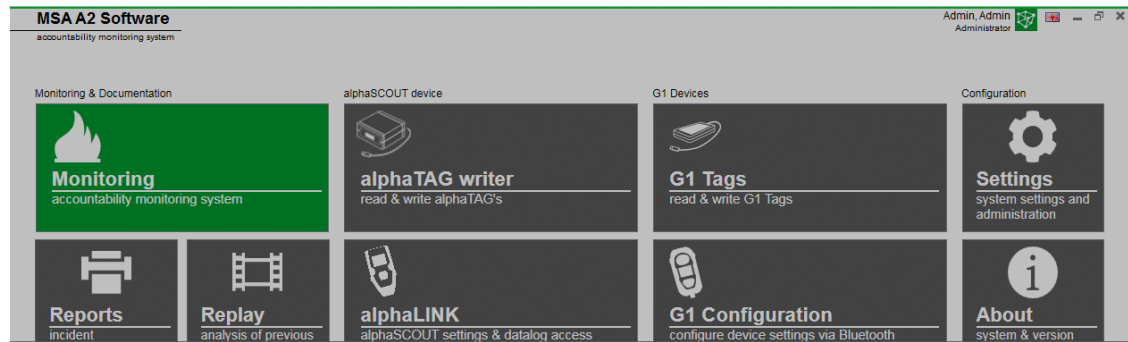 MSA A2 Software
accountability monitoring system
Admin, Admin
Administrator
Monitoring & Documentation
alphaSCOUT device
G1 Devices
Configuration
Monitoring
accountability monitoring system
alphaTAG writer
read & write alphaTAG's
G1 Tags
read & write G1 Tags
Settings
system settings and
administration
Reports
incident
Replay
analysis of previous
alphaLINK
alphaSCOUT settings & datalog access
G1 Configuration
configure device settings via Bluetooth
About
system & version